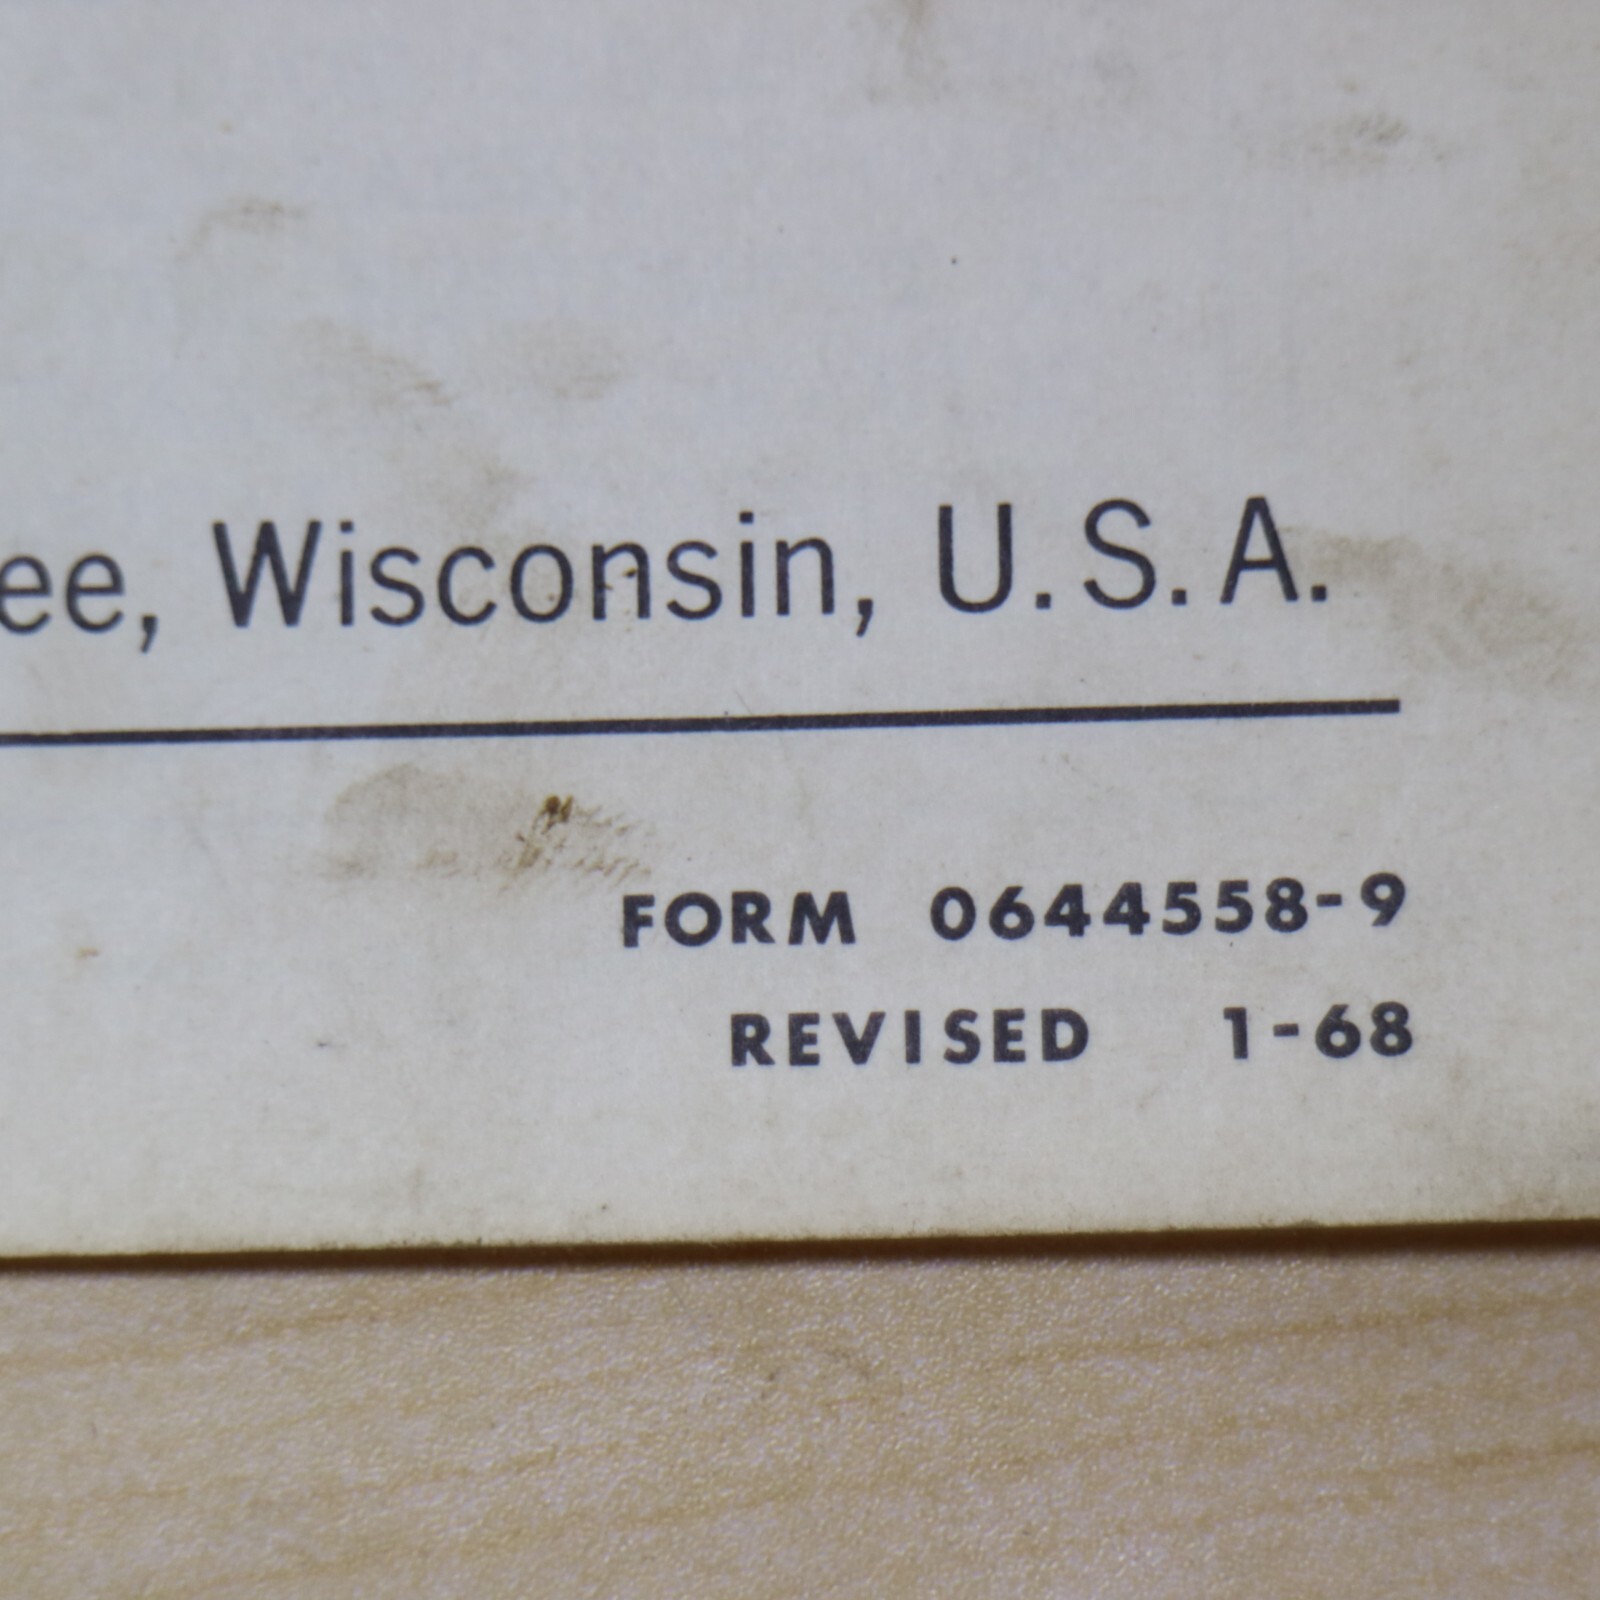 ee, Wisconsin, U.S.A.
FORM 0644558-9
REVISED 1-68